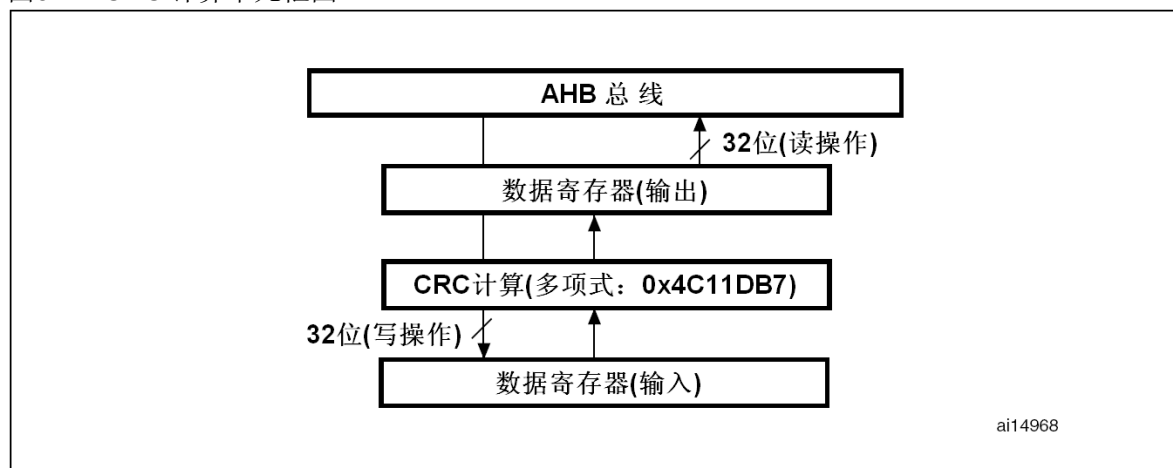 AHB 总 线
32位(读操作)
数据寄存器(输出)
CRC计算(多项式：0x4C11DB7)
32位(写操作)
数据寄存器(输入)
ai14968